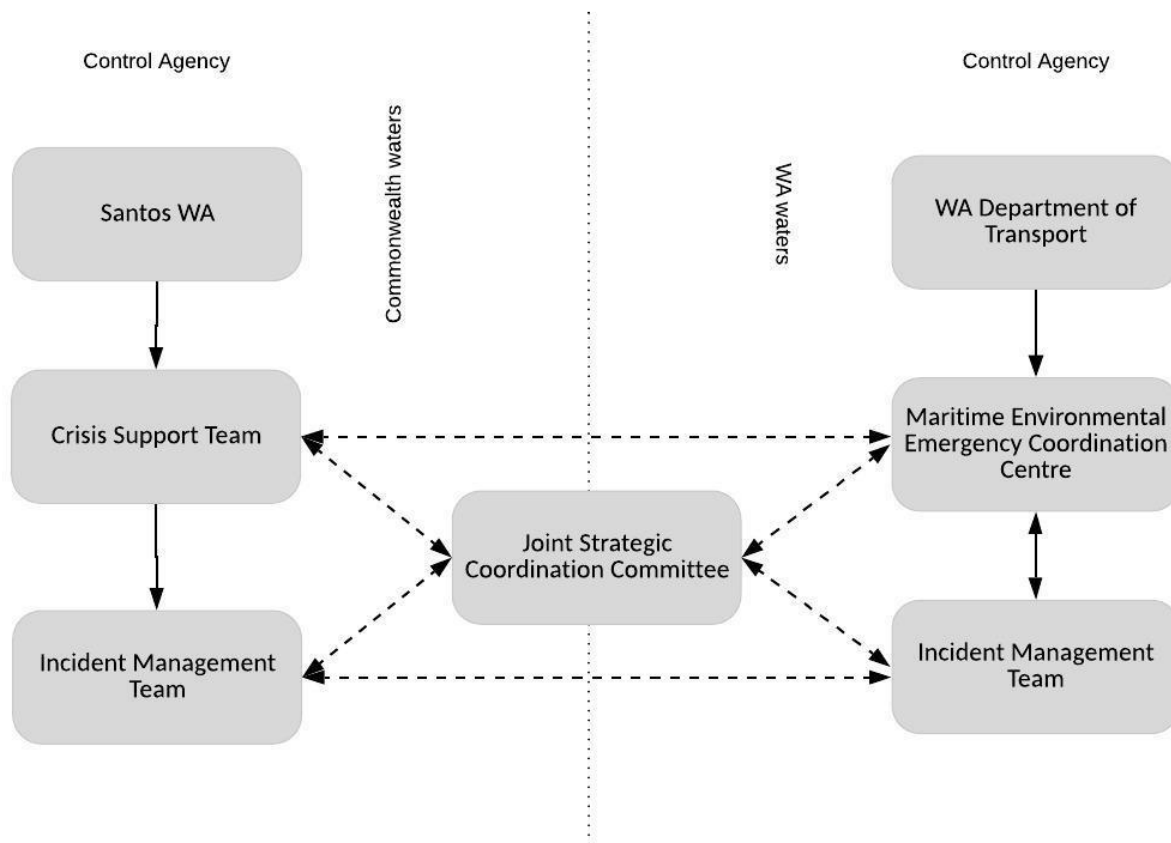 Control Agency
Control Agency
Commonwealth waters
WA waters
Santos WA
WA Department of
Transport
Crisis Support Team
Maritime Environmental
Emergency Coordination
Centre
Joint Strategic
Coordination Committee
Incident Management
Team
Incident Management
Team